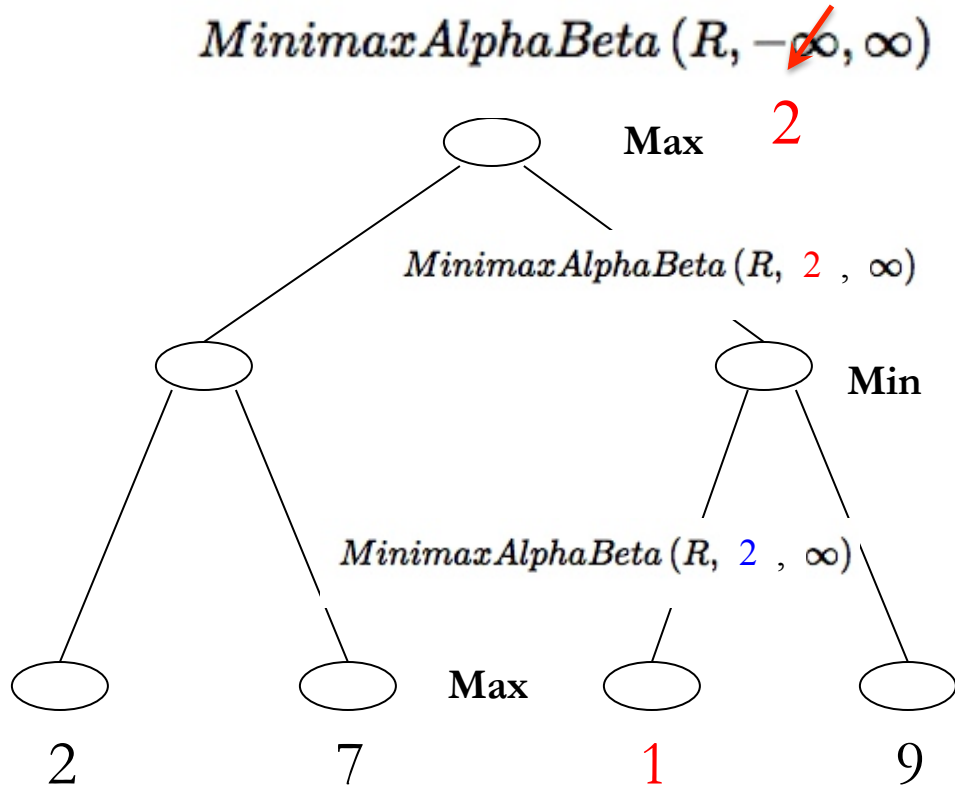 MinimaxAlphaBeta (R, −∞, ∞)
Max 2
MinimaxAlphaBeta (R, 2 , ∞)
Min
MinimaxAlphaBeta (R, 2 , ∞)
Max
2 7 1 9